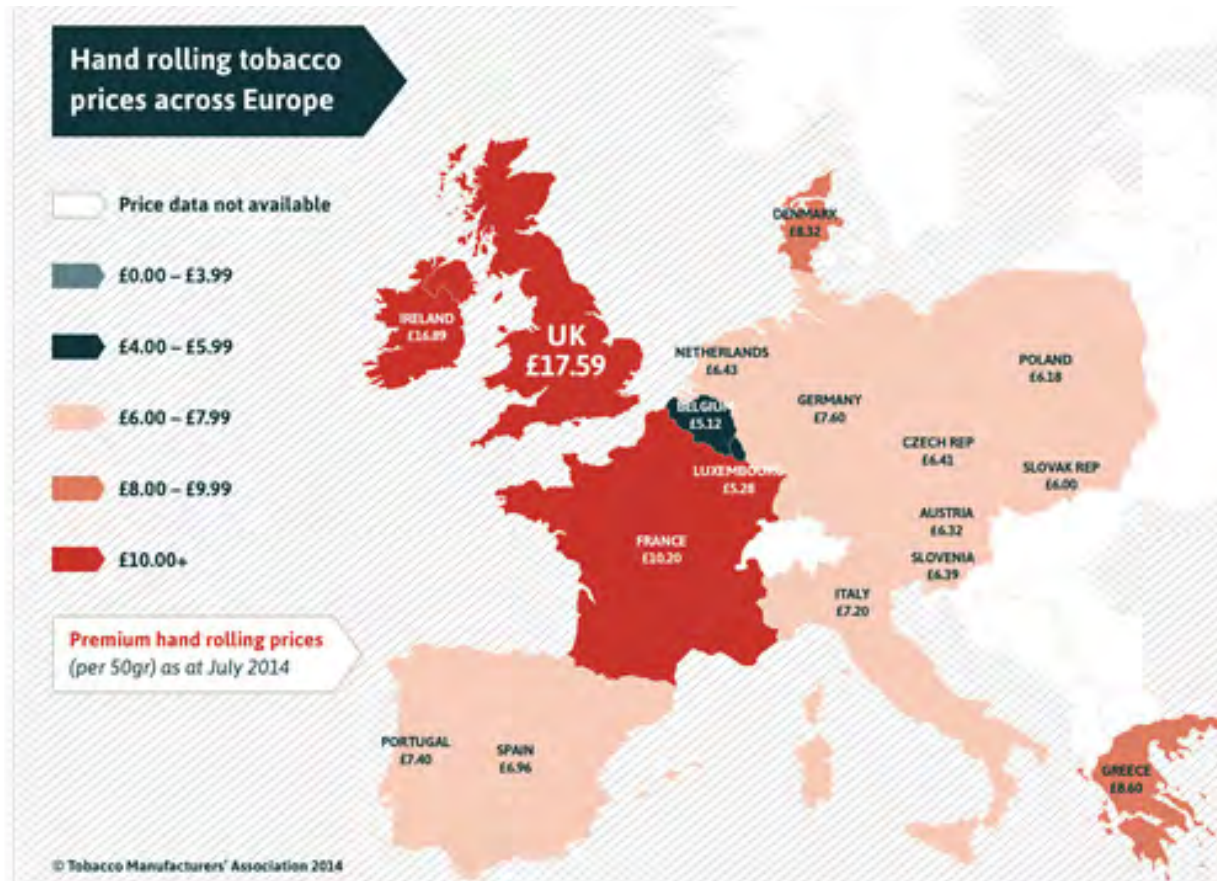 Hand rolling tobacco
prices across Europe
Price data not available
£0.00 – £3.99
£4.00 – £5.99
£6.00 – £7.99
£8.00 – £9.99
£10.00+
Premium hand rolling prices
(per 50gr) as at July 2014
DENMARK
£8.32
IRELAND
£16.89
UK
£17.59
NETHERLANDS
£6.43
BELGIUM
£5.12
LUXEMBOURG
£5.28
GERMANY
£7.60
POLAND
£6.18
CZECH REP
£6.41
SLOVAK REP
£6.00
AUSTRIA
£6.32
SLOVENIA
£6.39
FRANCE
£10.20
ITALY
£7.20
PORTUGAL
£7.40
SPAIN
£6.96
GREECE
£8.60
© Tobacco Manufacturers' Association 2014